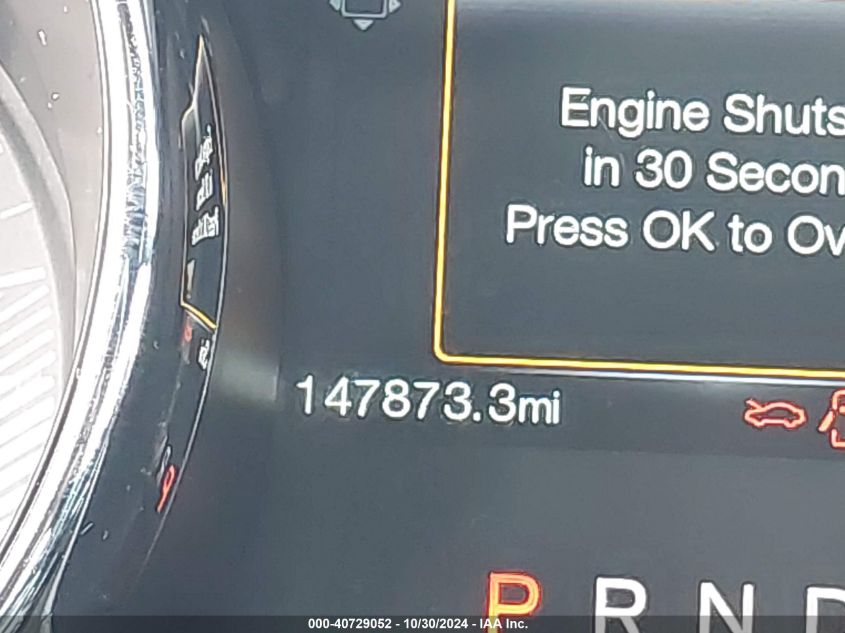 Engine Shuts
in 30 Secon
Press OK to Ov
147873.3mi
P R N D
000-40729052 - 10/30/2024 - IAA Inc.